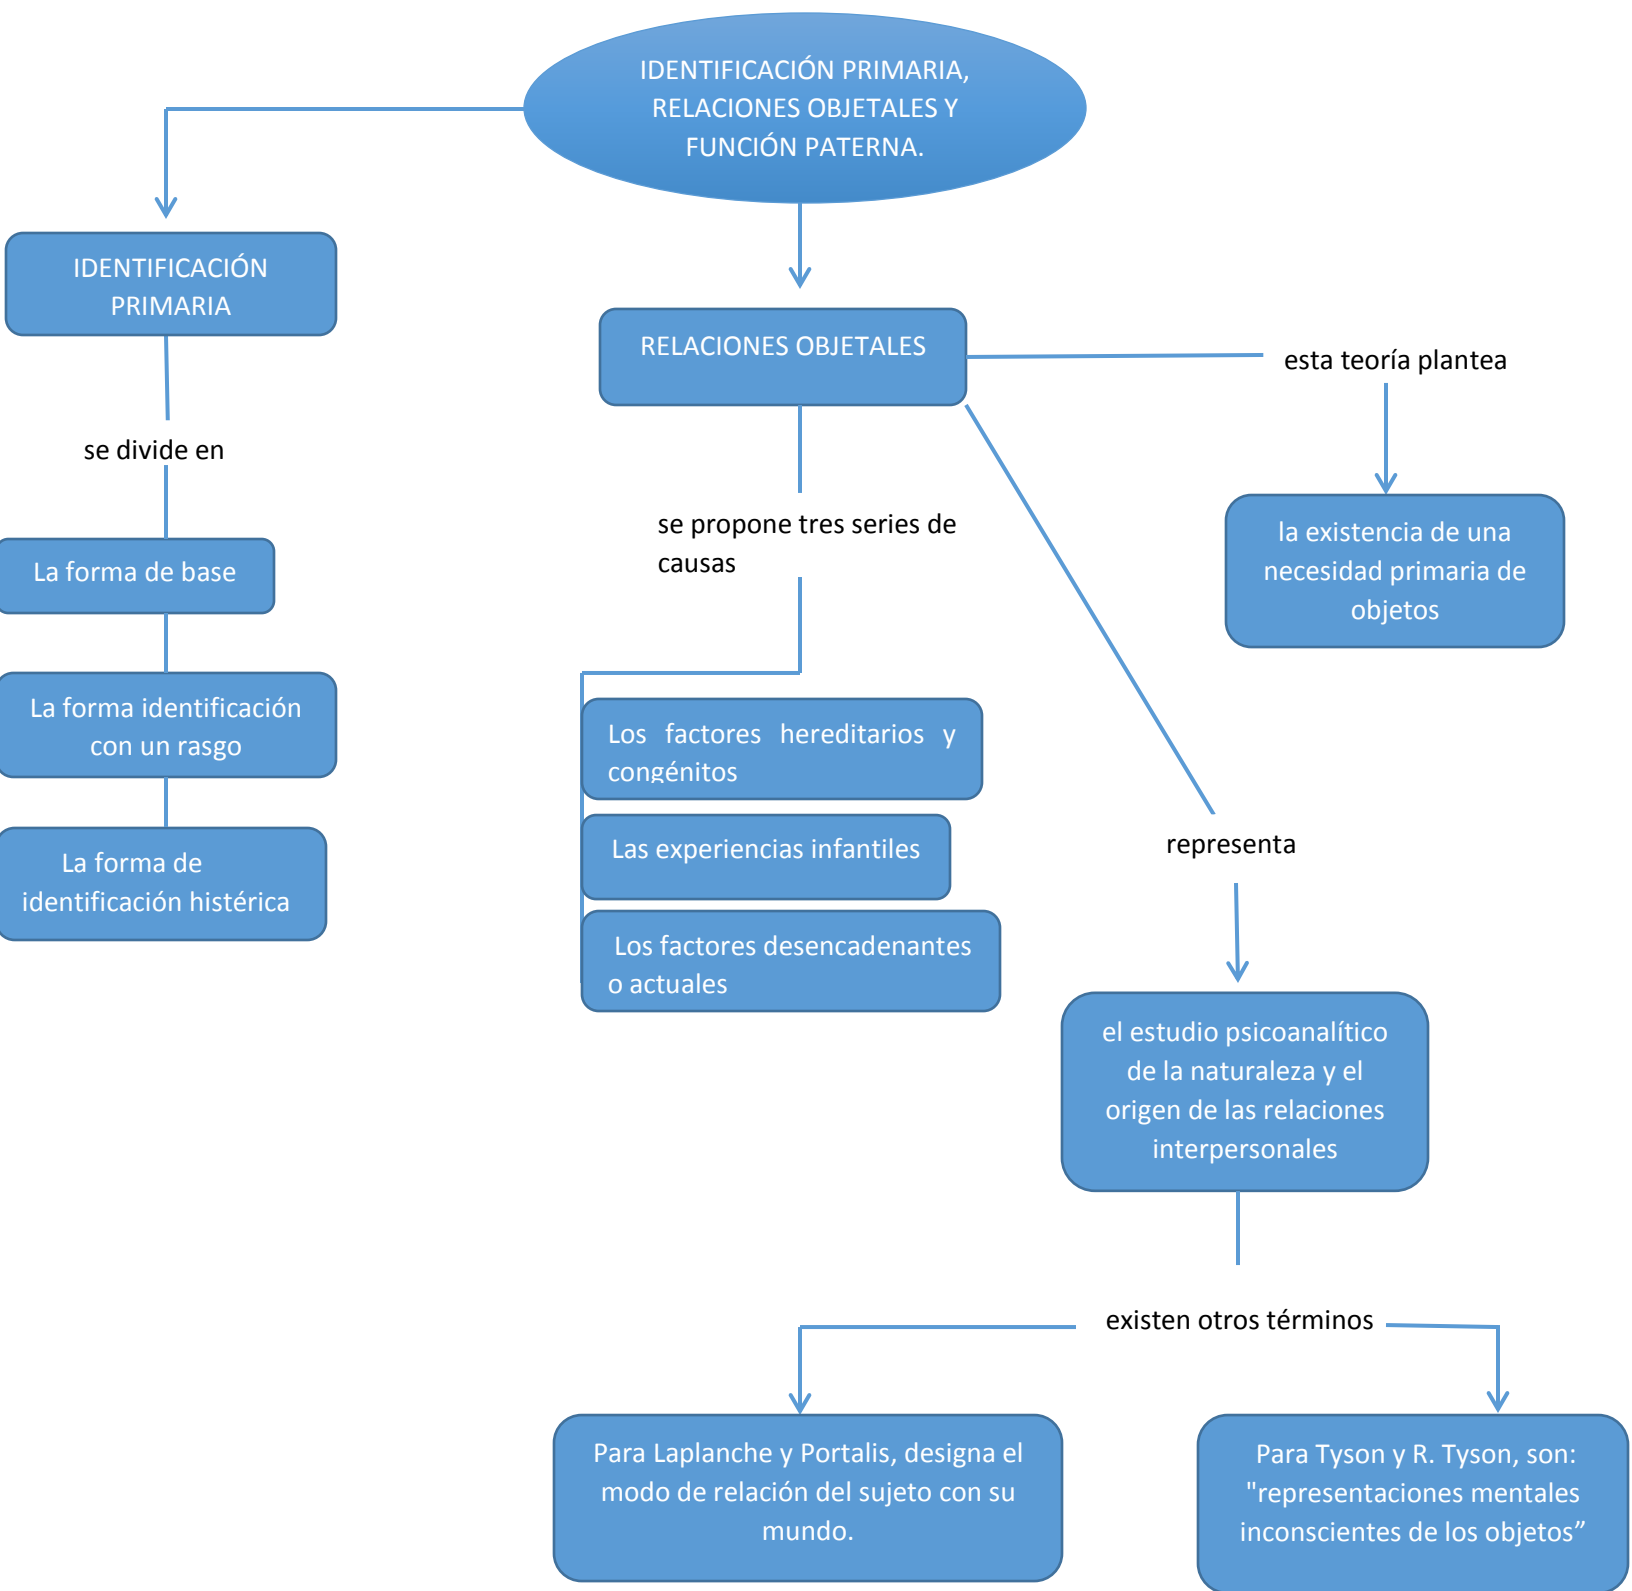 IDENTIFICACIÓN PRIMARIA,
RELACIONES OBJETALES Y
FUNCIÓN PATERNA.
IDENTIFICACIÓN
PRIMARIA
se divide en
La forma de base
La forma identificación
con un rasgo
La forma de
identificación histérica
RELACIONES OBJETALES
se propone tres series de
causas
Los factores hereditarios y
congénitos
Las experiencias infantiles
Los factores desencadenantes
o actuales
esta teoría plantea
la existencia de una
necesidad primaria de
objetos
representa
el estudio psicoanalítico
de la naturaleza y el
origen de las relaciones
interpersonales
existen otros términos
Para Laplanche y Portalis, designa el
modo de relación del sujeto con su
mundo.
Para Tyson y R. Tyson, son:
"representaciones mentales
inconscientes de los objetos”